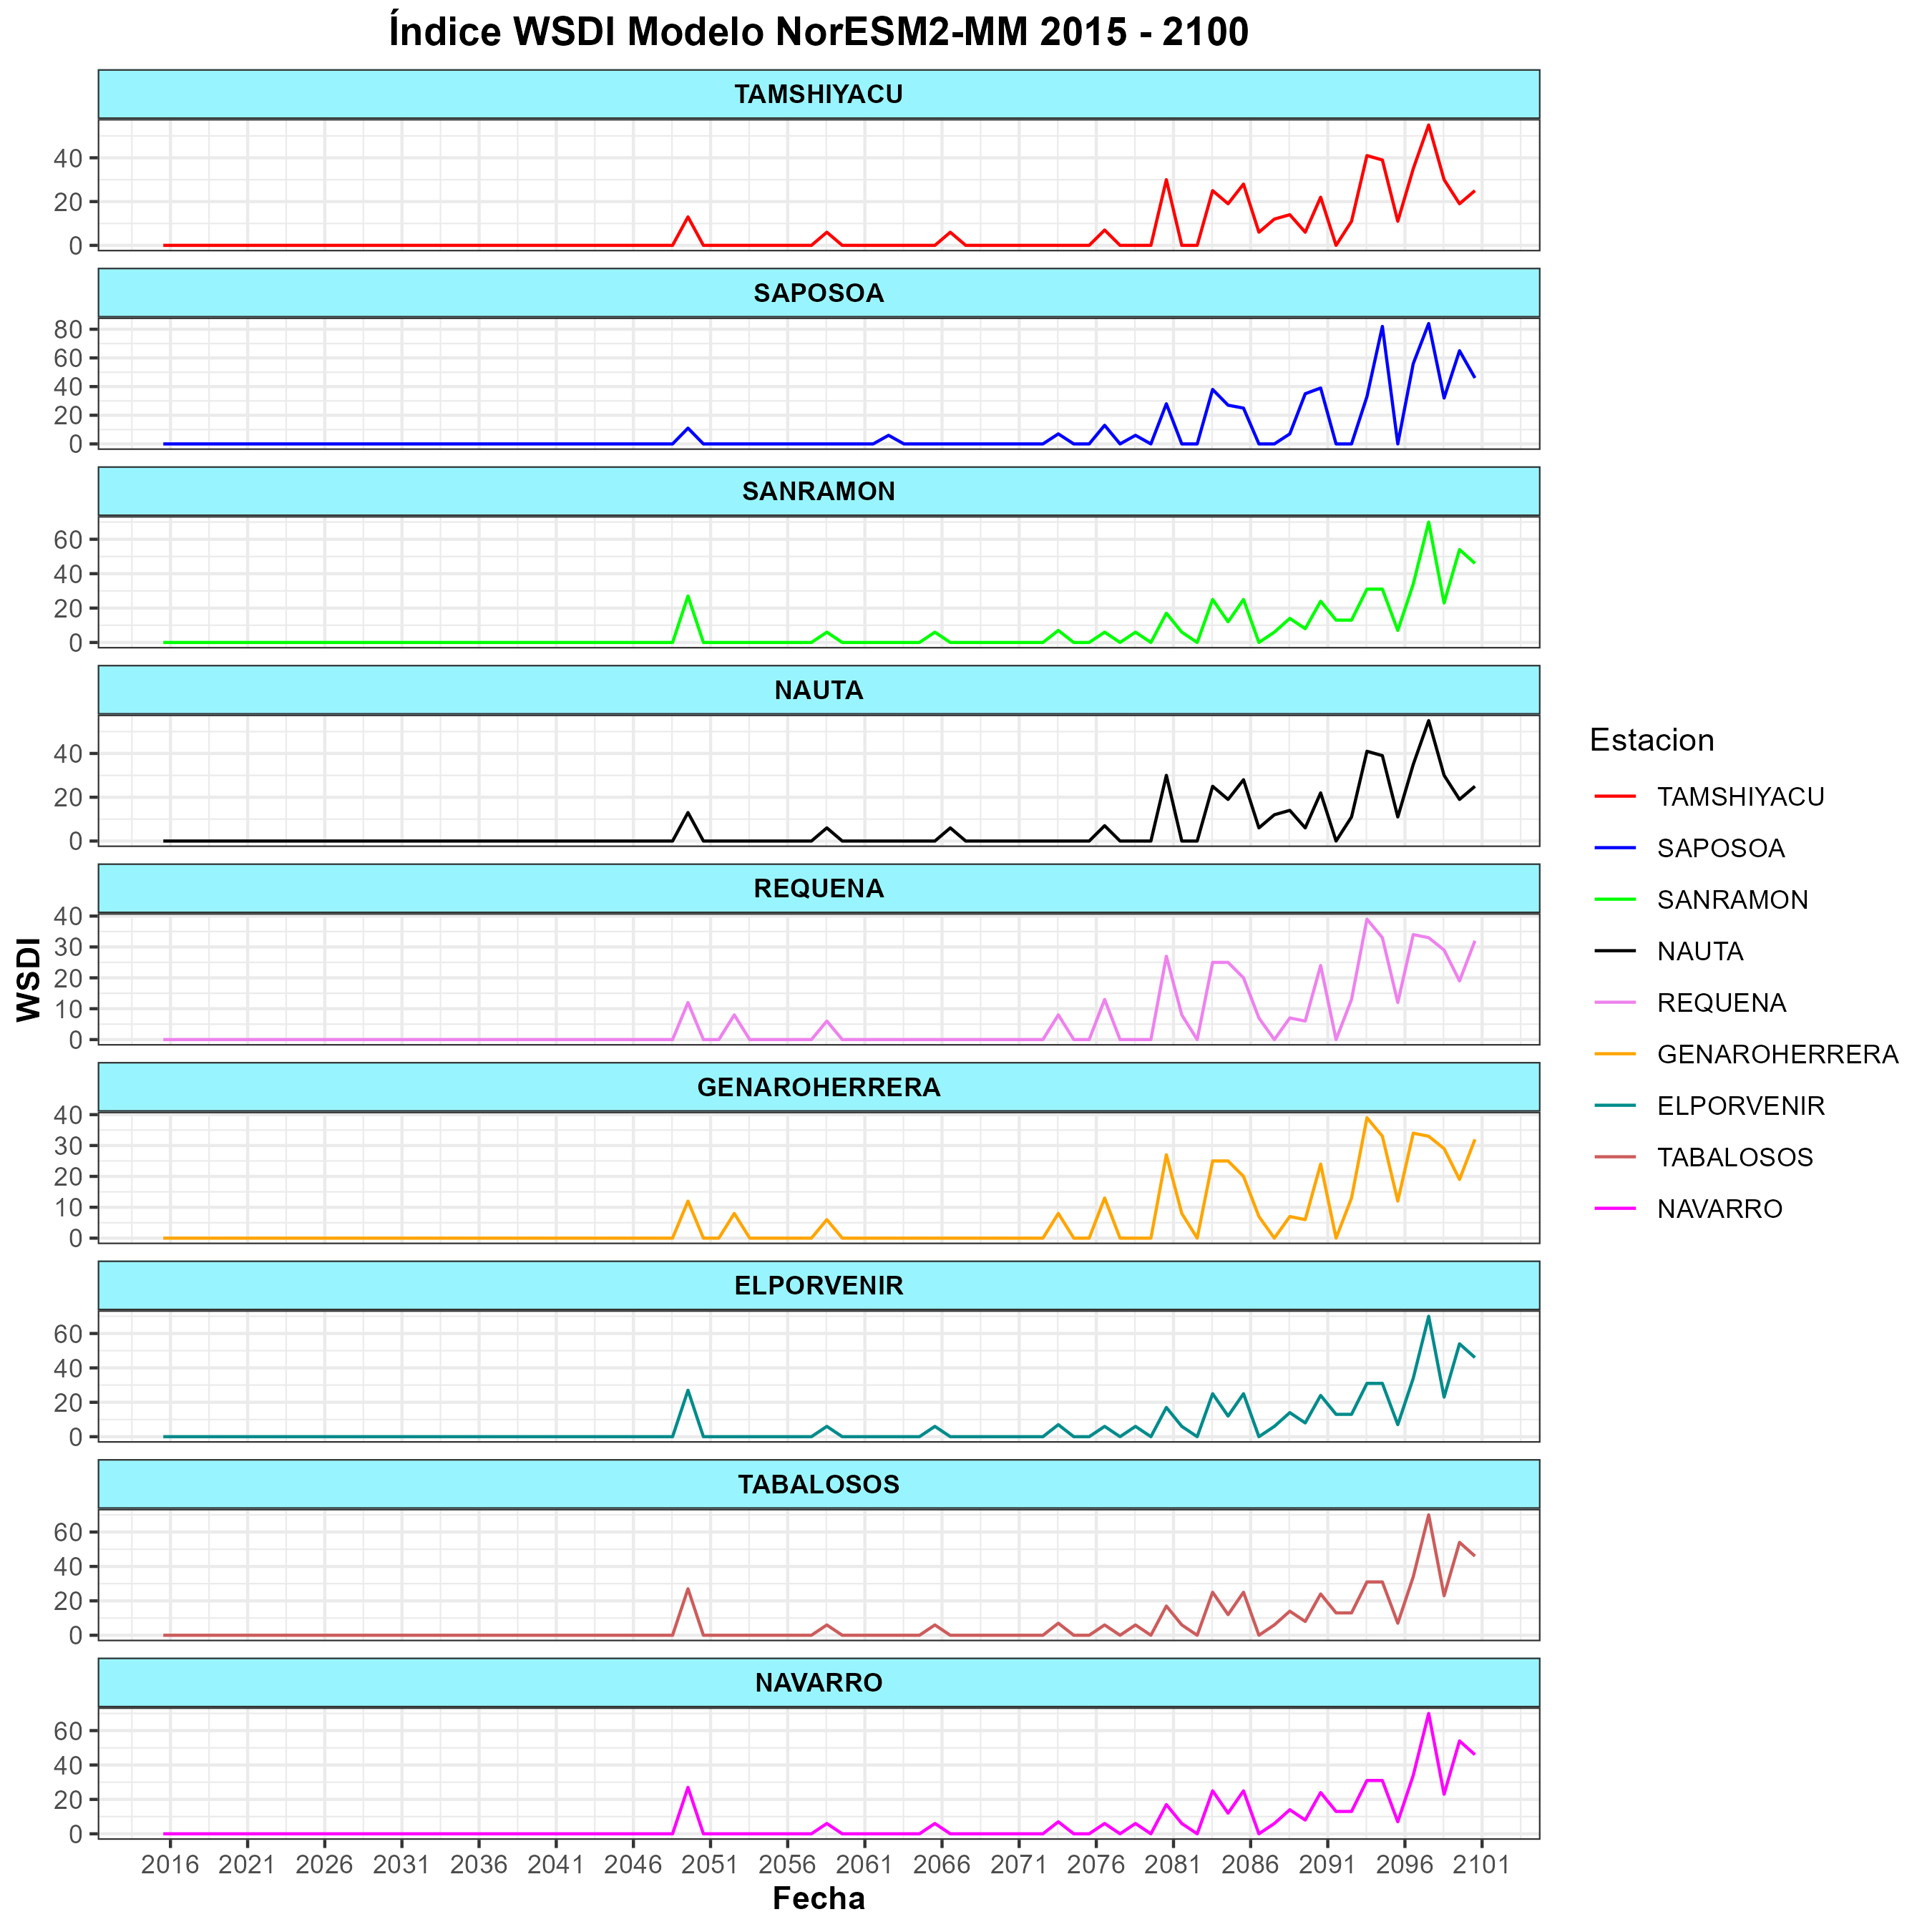 Índice WSDI Modelo NorESM2-MM 2015 - 2100
TAMSHIYACU
40
20
0
SAPOSOA
80
60
40
20
0
SANRAMON
60
40
20
0
NAUTA
40
20
0
REQUENA
40
30
20
10
0
GENAROHERRERA
40
30
20
10
0
ELPORVENIR
60
40
20
0
TABALOSOS
60
40
20
0
NAVARRO
60
40
20
0
2016 2021 2026 2031 2036 2041 2046 2051 2056 2061 2066 2071 2076 2081 2086 2091 2096 2101
Fecha
WSDI
Estacion
TAMSHIYACU
SAPOSOA
SANRAMON
NAUTA
REQUENA
GENAROHERRERA
ELPORVENIR
TABALOSOS
NAVARRO